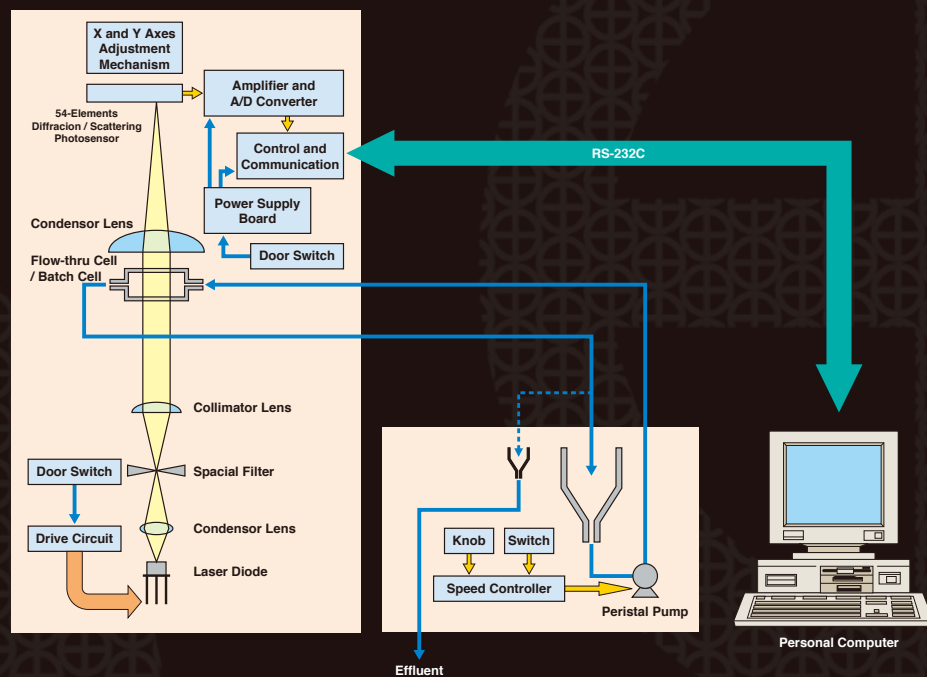 X and Y Axes
Adjustment
Mechanism
Amplifier and
A/D Converter
54-Elements
Diffracion / Scattering
Photosensor
Control and
Communication
RS-232C
Power Supply
Board
Condensor Lens
Door Switch
Flow-thru Cell
/ Batch Cell
Collimator Lens
Door Switch
Spacial Filter
Condensor Lens
Drive Circuit
Knob
Switch
Laser Diode
Speed Controller
Peristal Pump
Personal Computer
Effluent